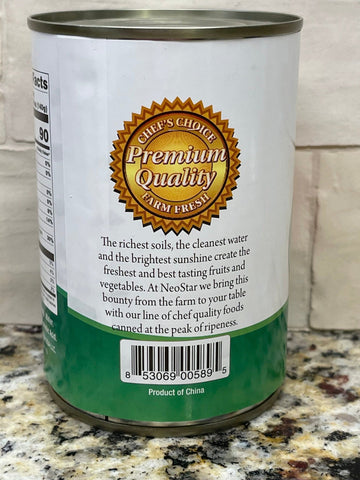 CHEF'S CHOICE
Premium
Quality
FARM FRESH
The richest soils, the cleanest water
and the brightest sunshine create the
freshest and best tasting fruits and
vegetables. At NeoStar we bring this
bounty from the farm to your table
with our line of chef quality foods
canned at the peak of ripeness.
8 53069 00589 5
Product of China
90
0%
0%